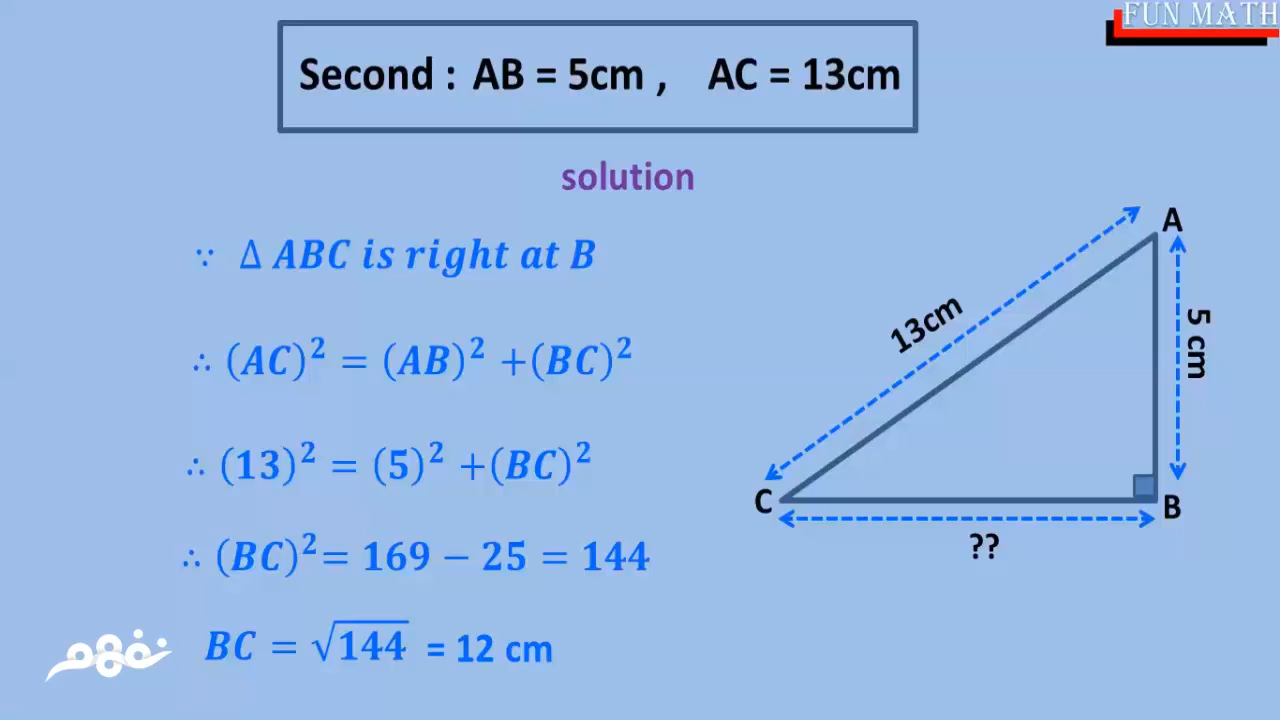 FUN MATH
Second : AB = 5cm , AC = 13cm
solution
∵ Δ ABC is right at B
∴ (AC)² = (AB)² +(BC)²
∴ (13)² = (5)² +(BC)²
∴ (BC)²= 169 − 25 = 144
BC = √144 = 12 cm
A
13cm
5 cm
C
B
??
نفهم